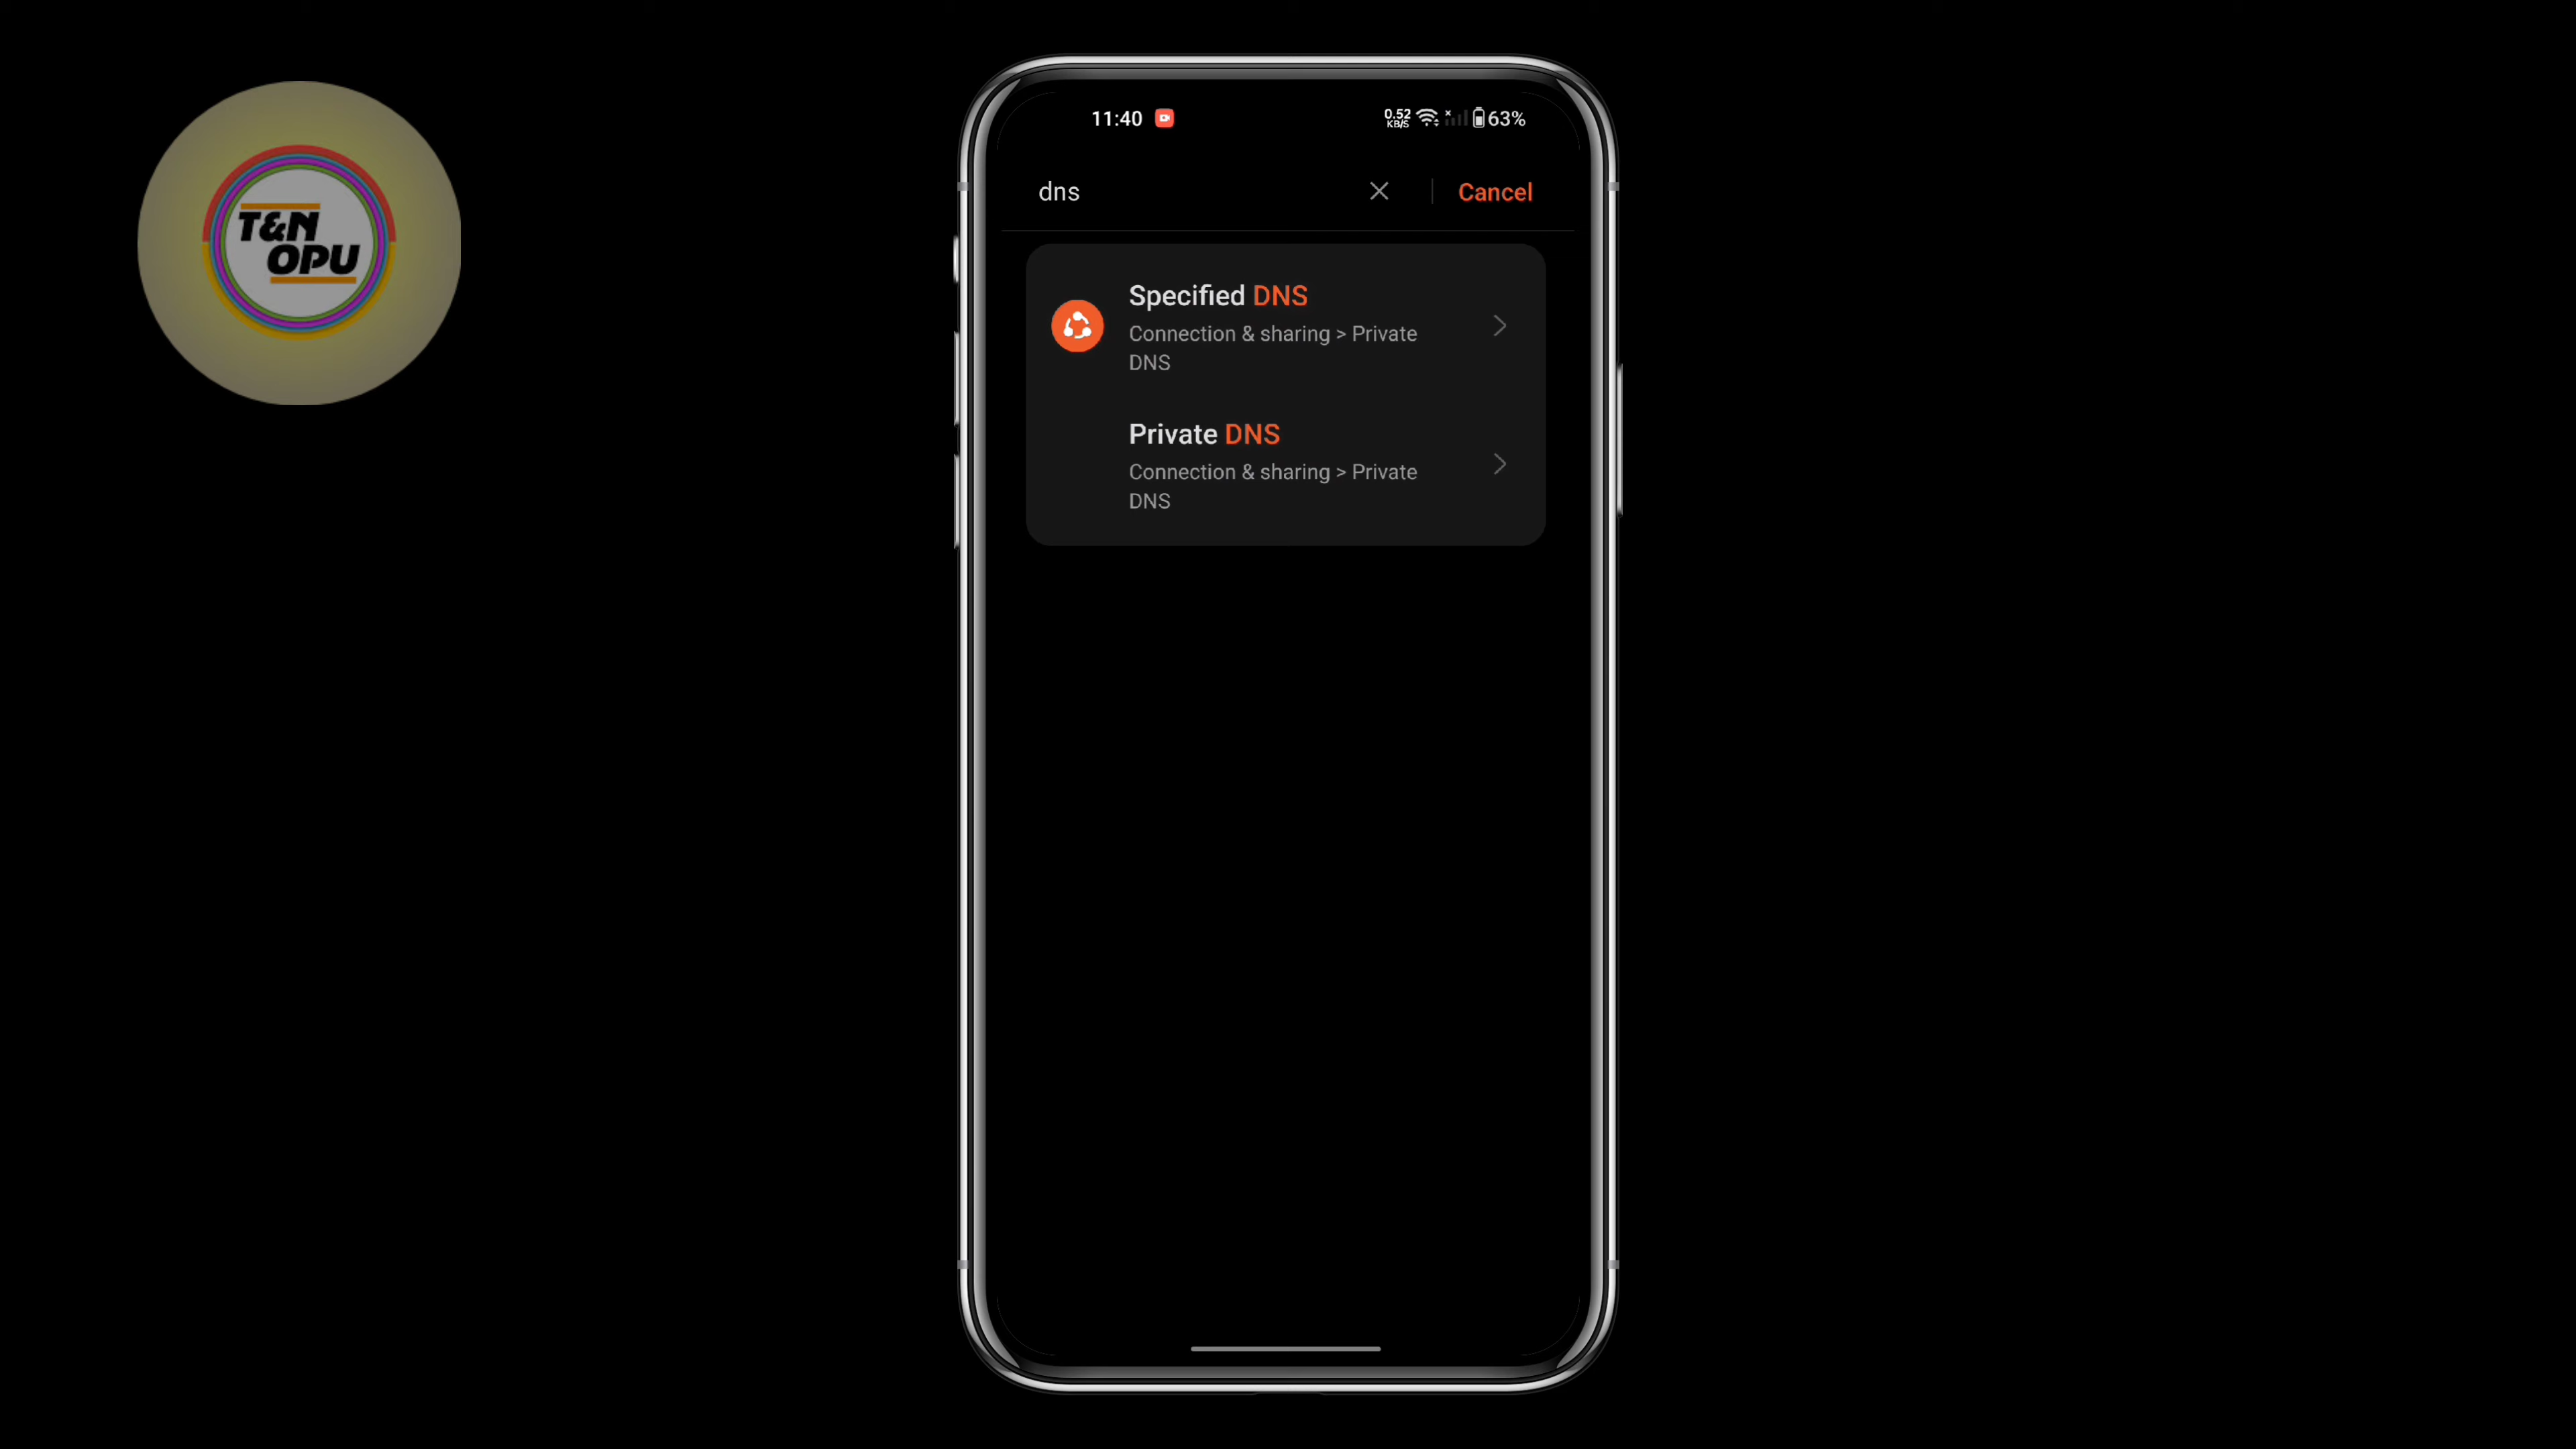 T&N
OPU
11:40
0.52
KB/S
63%
dns
Cancel
Specified DNS
Connection & sharing > Private
DNS
Private DNS
Connection & sharing > Private
DNS